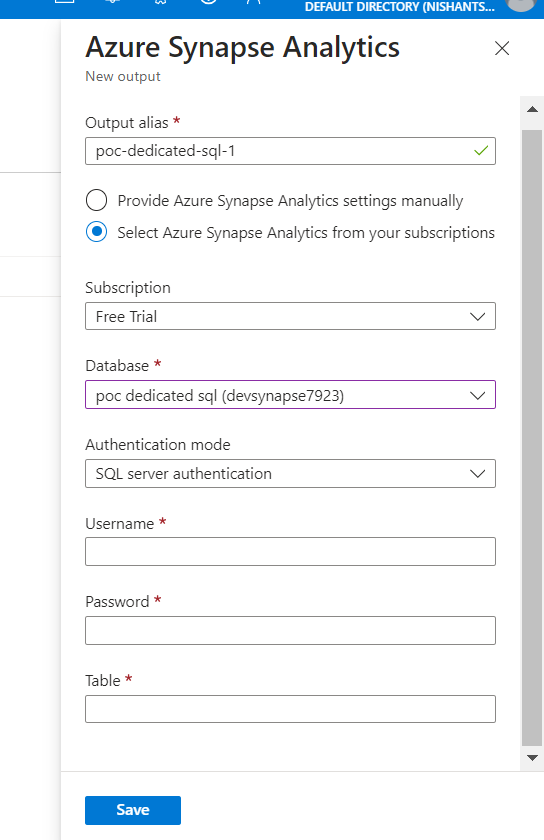 DEFAULT DIRECTORY (NISHANTS...
Azure Synapse Analytics
New output
Output alias *
poc-dedicated-sql-1
Provide Azure Synapse Analytics settings manually
Select Azure Synapse Analytics from your subscriptions
Subscription
Free Trial
Database *
poc dedicated sql (devsynapse7923)
Authentication mode
SQL server authentication
Username *
Password *
Table *
Save